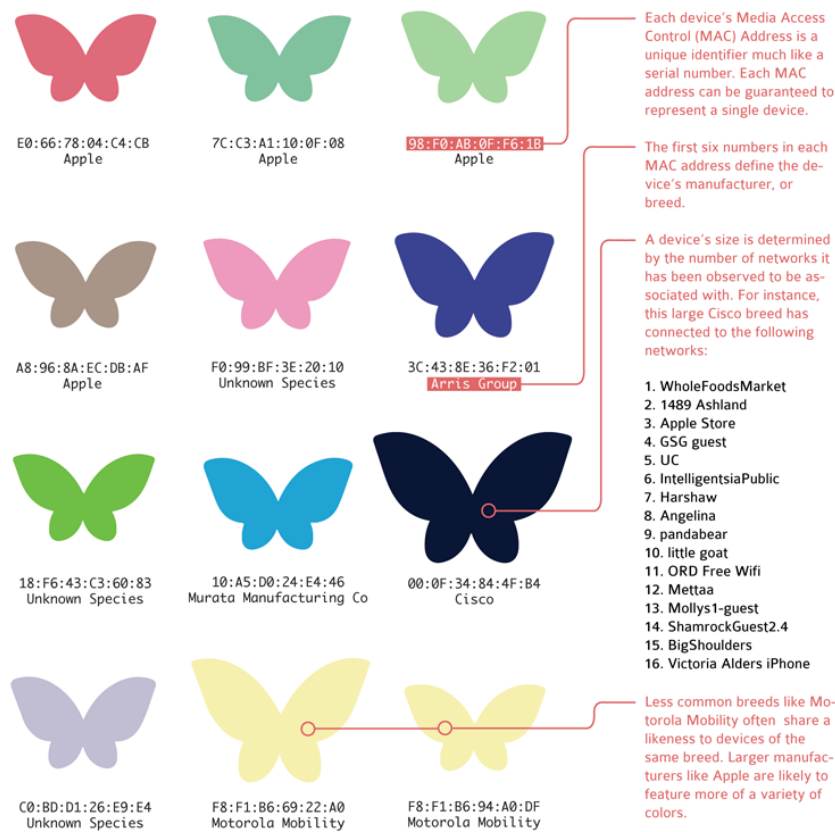 E0:66:78:04:C4:CB
Apple
7C:C3:A1:10:0F:08
Apple
98:F0:AB:0F:F6:1B
Apple
Each device's Media Access
Control (MAC) Address is a
unique identifier much like a
serial number. Each MAC
address can be guaranteed to
represent a single device.
The first six numbers in each
MAC address define the de-
vice's manufacturer, or
breed.
A8:96:8A:EC:DB:AF
Apple
F0:99:BF:3E:20:10
Unknown Species
3C:43:8E:36:F2:01
Arris Group
A device's size is determined
by the number of networks it
has been observed to be as-
sociated with. For instance,
this large Cisco breed has
connected to the following
networks:
1. WholeFoodsMarket
2. 1489 Ashland
3. Apple Store
4. GSG guest
5. UC
6. IntelligentsiaPublic
7. Harshaw
8. Angelina
9. pandabear
10. little goat
11. ORD Free Wifi
12. Mettaa
13. Mollys1-guest
14. ShamrockGuest2.4
15. BigShoulders
16. Victoria Alders iPhone
18:F6:43:C3:60:83
Unknown Species
10:A5:D0:24:E4:46
Murata Manufacturing Co
00:0F:34:84:4F:B4
Cisco
C0:BD:D1:26:E9:E4
Unknown Species
F8:F1:B6:69:22:A0
Motorola Mobility
F8:F1:B6:94:A0:DF
Motorola Mobility
Less common breeds like Mo-
torola Mobility often share a
likeness to devices of the
same breed. Larger manufac-
turers like Apple are likely to
feature more of a variety of
colors.